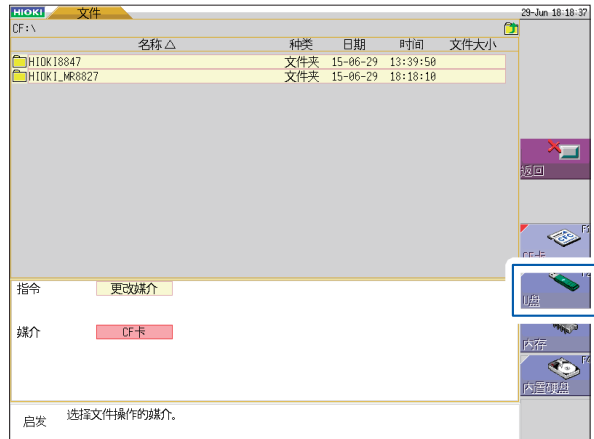 HIOKI 文件 29-Jun 18:18:37
CF:\
名称△ 种类 日期 时间 文件大小
HIOKI8847 文件夹 15-06-29 13:39:50
HIOKI_MR8827 文件夹 15-06-29 18:18:10
返回
F1
CF卡
F2
U盘
内存
F4
内置硬盘
指令 更改媒介
媒介 CF卡
启发 选择文件操作的媒介。